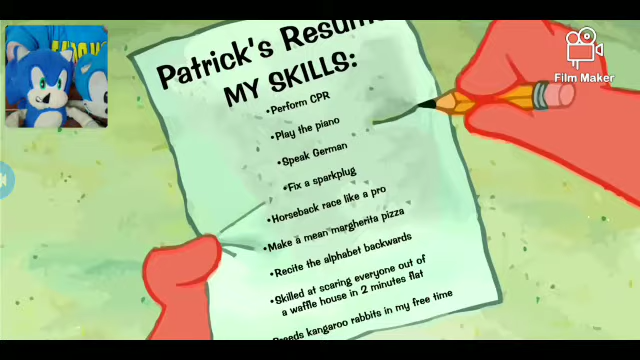 Patrick's Resume
MY SKILLS:
•Perform CPR
•Play the piano
•Speak German
•Fix a sparkplug
•Horseback race like a pro
•Make a mean margherita pizza
•Recite the alphabet backwards
•Skilled at scaring everyone out of
a waffle house in 2 minutes flat
Breeds kangaroo rabbits in my free time
Film Maker